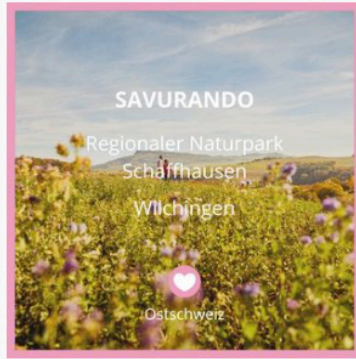 SAVURANDO
Regionaler Naturpark
Schaffhausen
Wilchingen
Ostschweiz